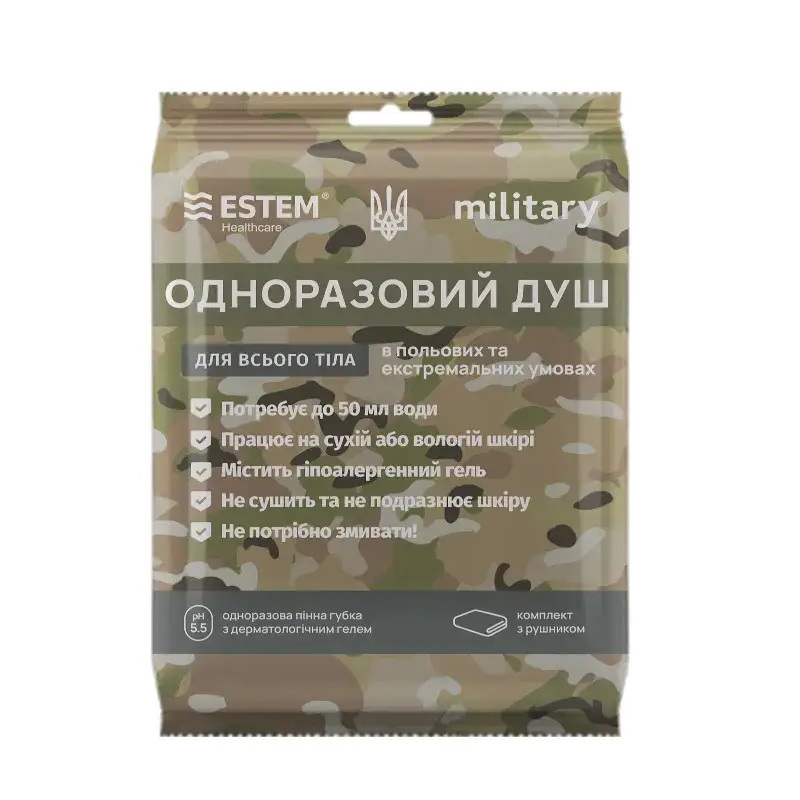 ESTEM®
Healthcare
military
ОДНОРАЗОВИЙ ДУШ
ДЛЯ ВСЬОГО ТІЛА
в польових та
екстремальних умовах
Потребує до 50 мл води
Працює на сухій або вологій шкірі
Містить гіпоалергенний гель
Не сушить та не подразнює шкіру
Не потрібно змивати!
pH
5.5
одноразова пінна губка
з дерматологічним гелем
комплект
з рушником